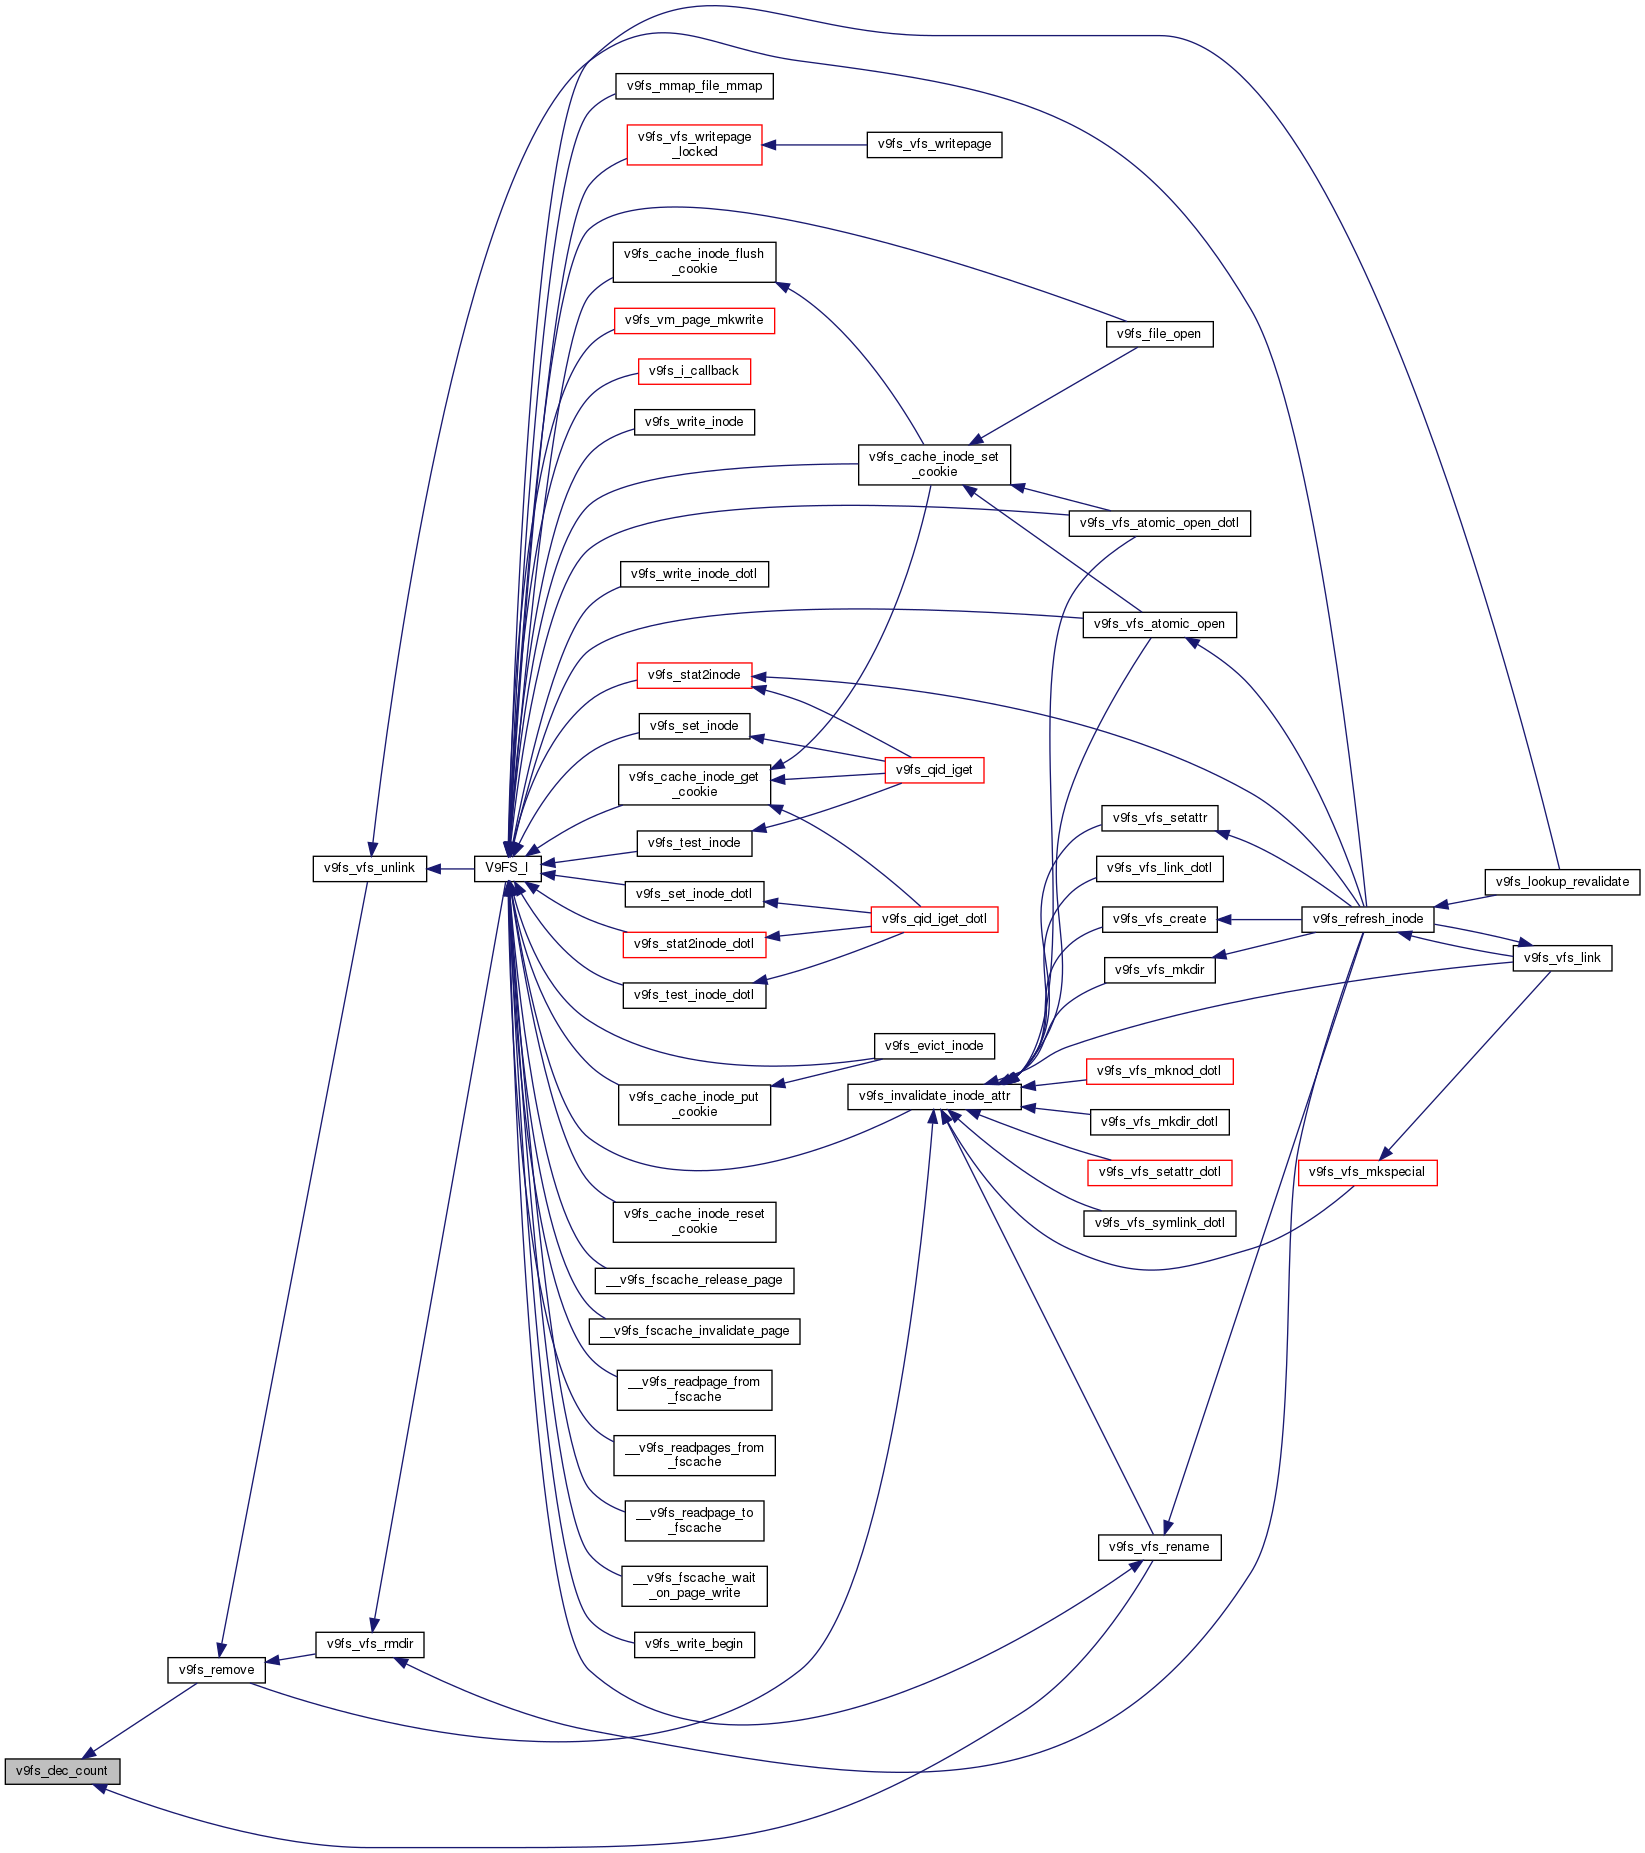 v9fs_mmap_file_mmap
v9fs_vfs_writepage
_locked
v9fs_vfs_writepage
v9fs_cache_inode_flush
_cookie
v9fs_vm_page_mkwrite
v9fs_file_open
v9fs_i_callback
v9fs_write_inode
v9fs_cache_inode_set
_cookie
v9fs_vfs_atomic_open_dotl
v9fs_write_inode_dotl
v9fs_vfs_atomic_open
v9fs_stat2inode
v9fs_set_inode
v9fs_qid_iget
v9fs_cache_inode_get
_cookie
v9fs_vfs_setattr
v9fs_test_inode
v9fs_vfs_unlink
V9FS_I
v9fs_vfs_link_dotl
v9fs_lookup_revalidate
v9fs_set_inode_dotl
v9fs_qid_iget_dotl
v9fs_vfs_create
v9fs_refresh_inode
v9fs_stat2inode_dotl
v9fs_vfs_mkdir
v9fs_vfs_link
v9fs_test_inode_dotl
v9fs_evict_inode
v9fs_vfs_mknod_dotl
v9fs_cache_inode_put
_cookie
v9fs_invalidate_inode_attr
v9fs_vfs_mkdir_dotl
v9fs_vfs_setattr_dotl
v9fs_vfs_mkspecial
v9fs_cache_inode_reset
_cookie
v9fs_vfs_symlink_dotl
__v9fs_fscache_release_page
__v9fs_fscache_invalidate_page
__v9fs_readpage_from
_fscache
__v9fs_readpages_from
_fscache
__v9fs_readpage_to
_fscache
v9fs_vfs_rename
__v9fs_fscache_wait
_on_page_write
v9fs_vfs_rmdir
v9fs_write_begin
v9fs_remove
v9fs_dec_count